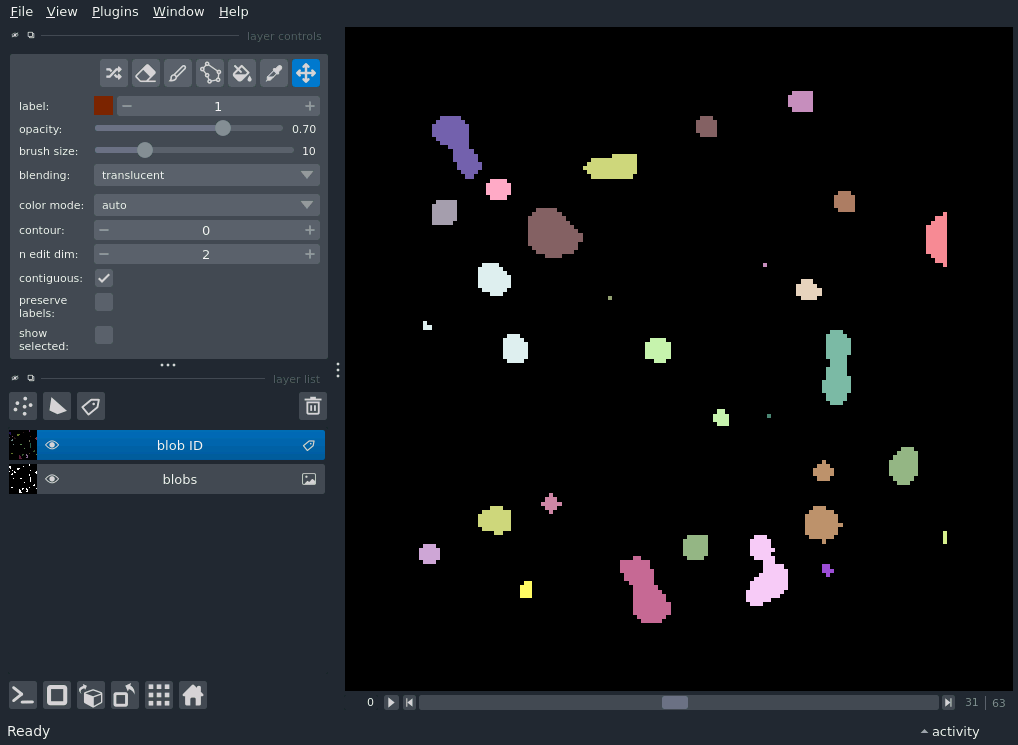 File View Plugins Window Help
layer controls
label: 1
opacity: 0.70
brush size: 10
blending: translucent
color mode: auto
contour: 0
n edit dim: 2
contiguous:
preserve
labels:
show
selected:
layer list
blob ID
blobs
0 31 | 63
Ready activity